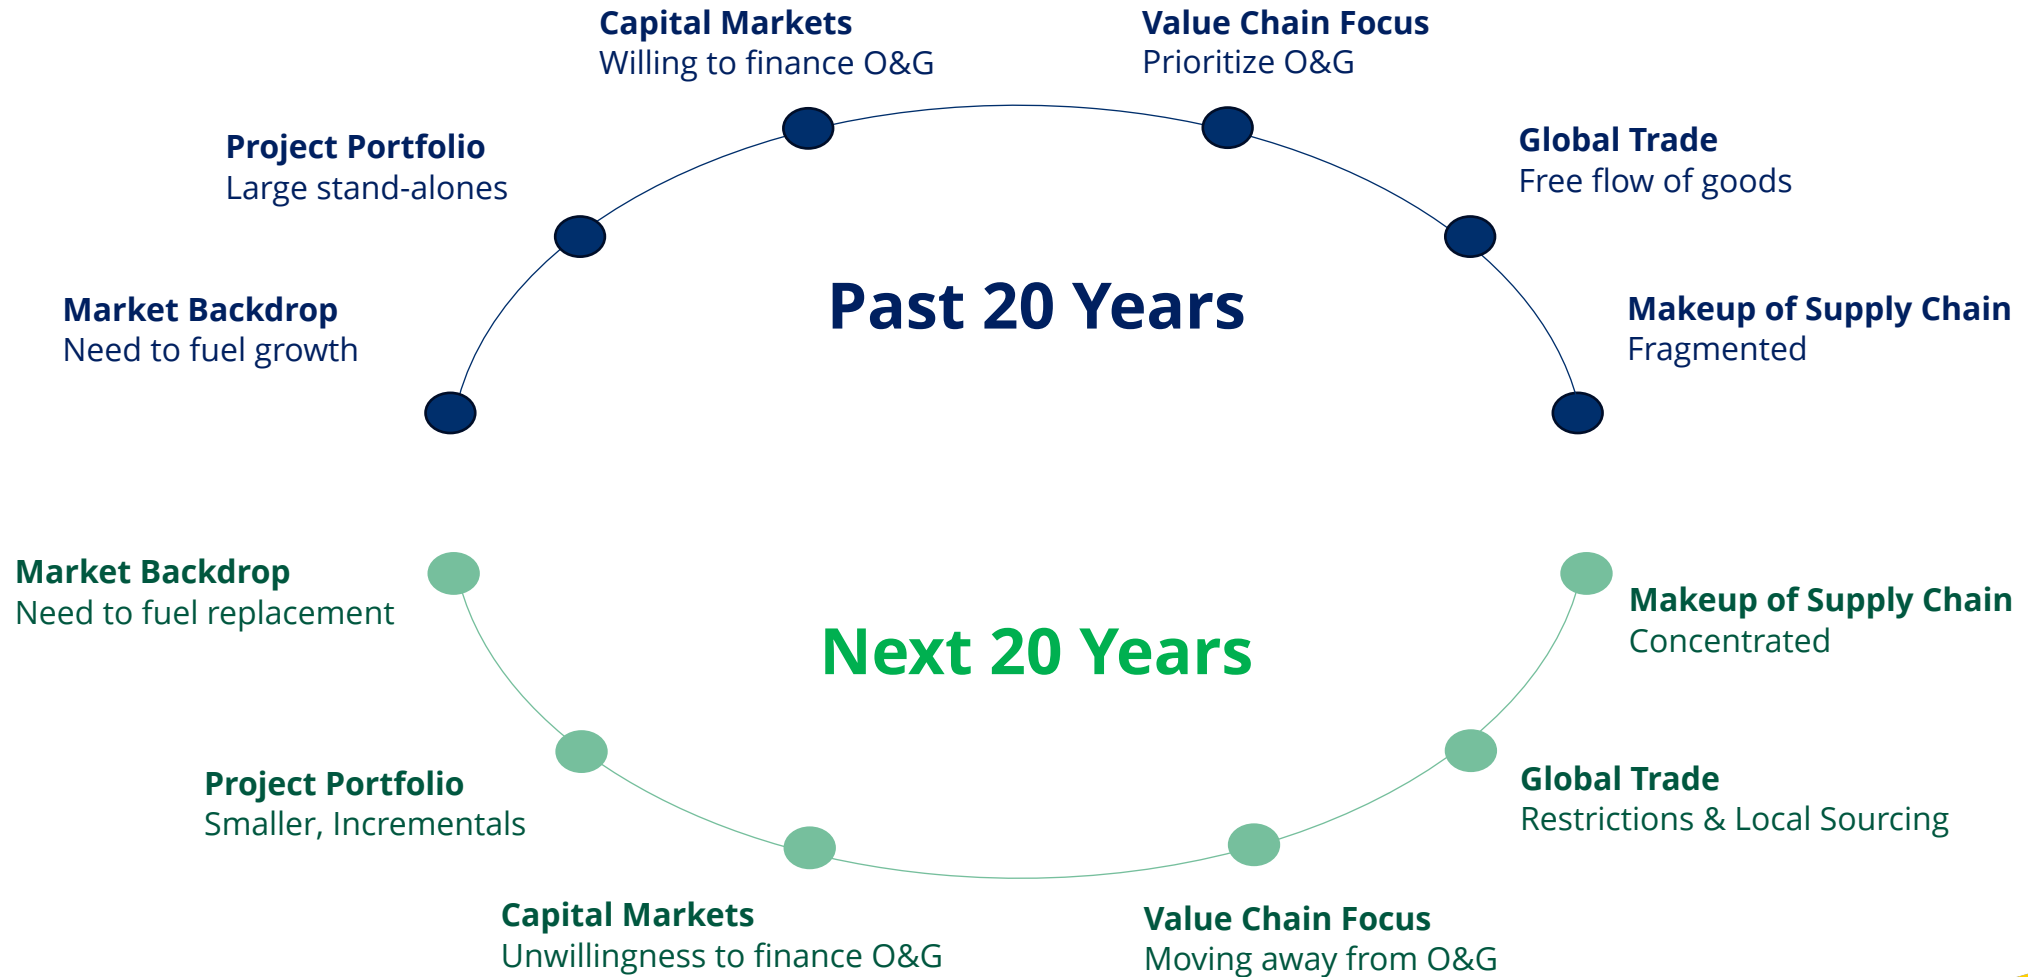 Capital Markets
Willing to finance O&G
Value Chain Focus
Prioritize O&G
Project Portfolio
Large stand-alones
Global Trade
Free flow of goods
Market Backdrop
Need to fuel growth
Past 20 Years
Makeup of Supply Chain
Fragmented
Market Backdrop
Need to fuel replacement
Next 20 Years
Makeup of Supply Chain
Concentrated
Project Portfolio
Smaller, Incrementals
Global Trade
Restrictions & Local Sourcing
Capital Markets
Unwillingness to finance O&G
Value Chain Focus
Moving away from O&G